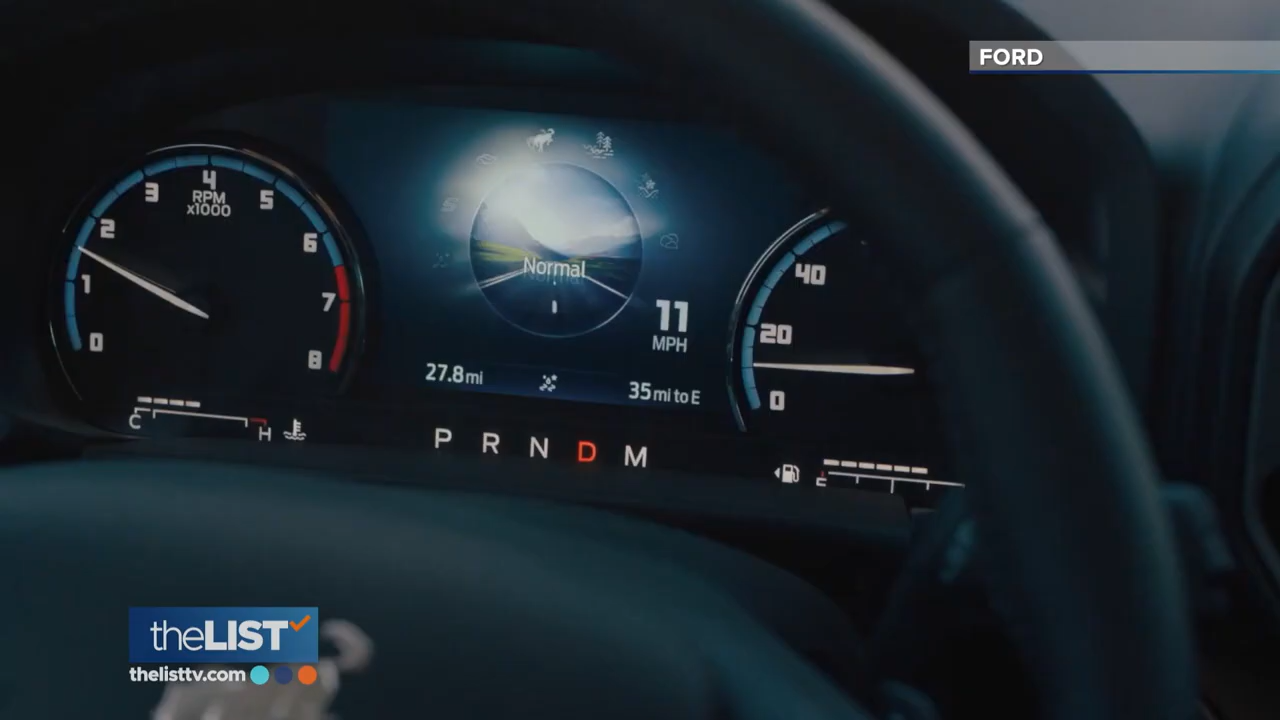 FORD
4
3
5
RPM
x1000
2
6
1
7
0
8
C
H
Normal
11
MPH
27.8mi
35mi to E
P R N D M
40
20
0
E
theLIST
thelisttv.com